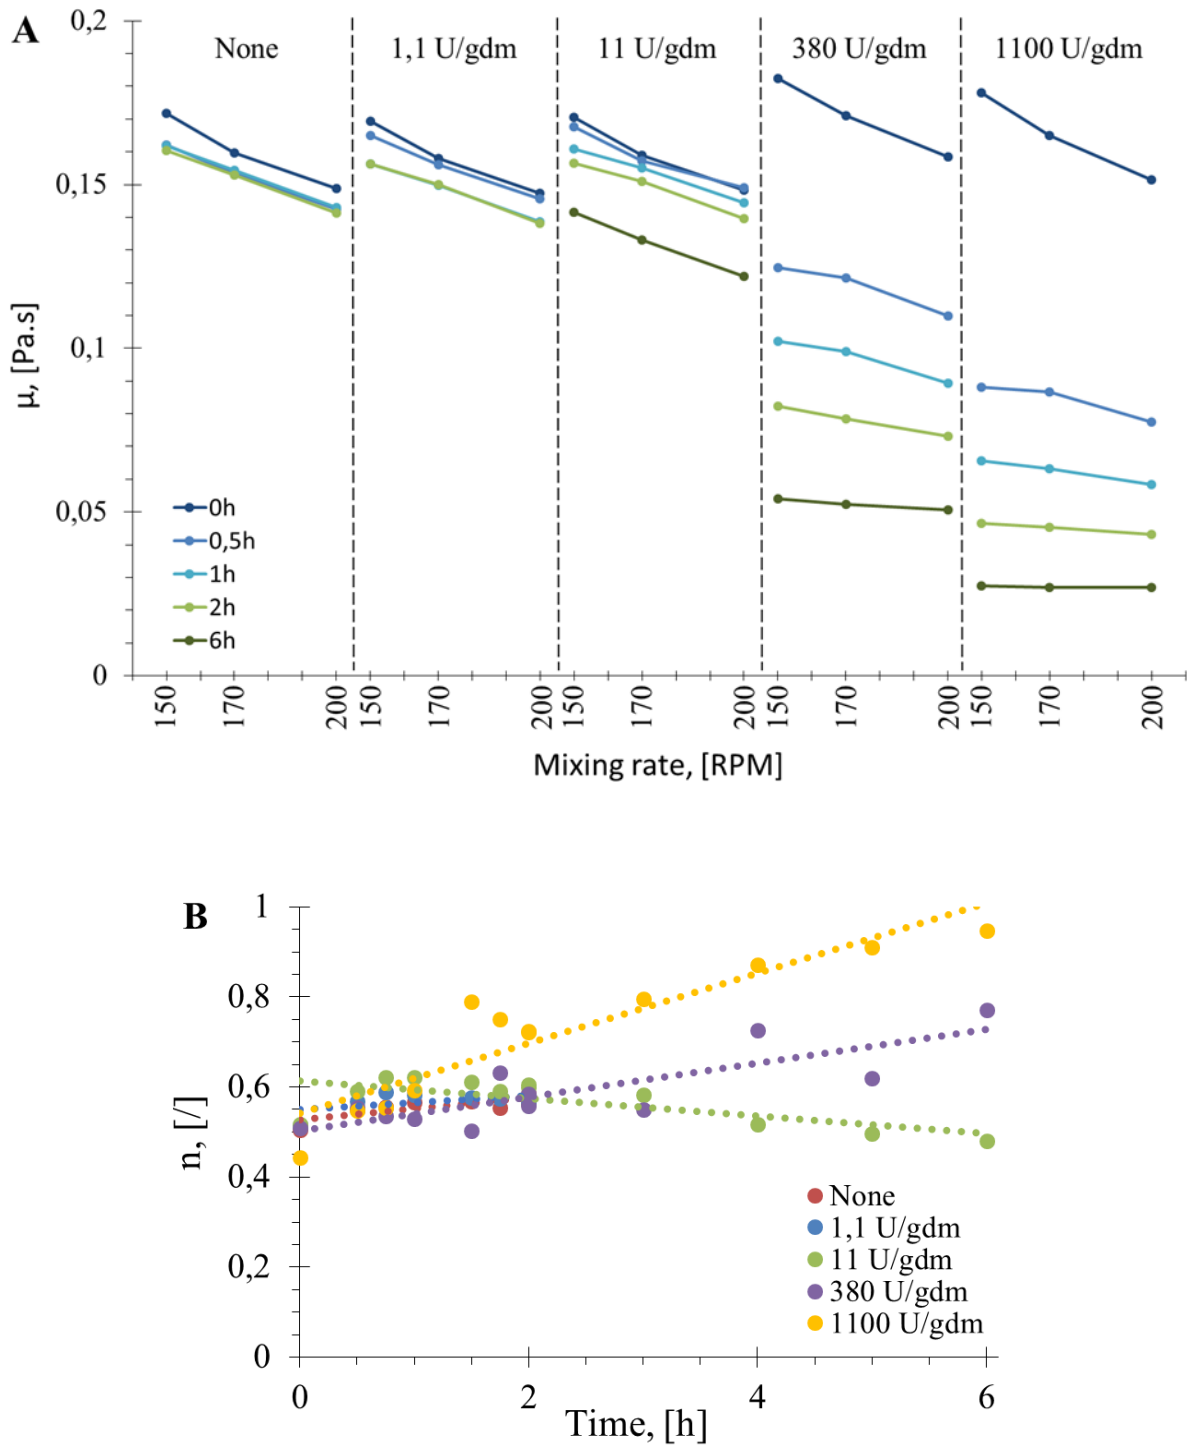 A
None
1,1 U/gdm
11 U/gdm
380 U/gdm
1100 U/gdm
0,2
0,15
0,1
0,05
0
μ, [Pa.s]
0h
0,5h
1h
2h
6h
150 170 200 150 170 200 150 170 200 150 170 200 150 170 200
Mixing rate, [RPM]
B
1
0,8
0,6
0,4
0,2
0
n, [/]
None
1,1 U/gdm
11 U/gdm
380 U/gdm
1100 U/gdm
0 2 4 6
Time, [h]